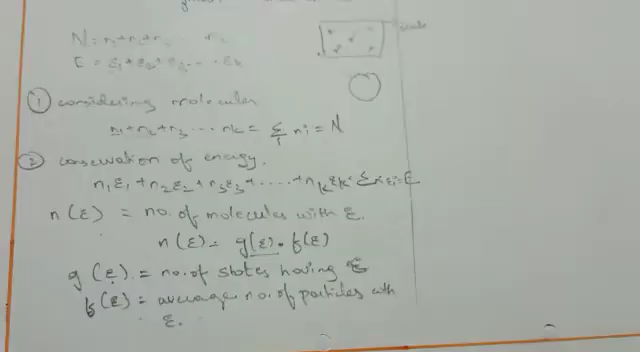 N = n1+n2+n3 ... nk
E = ε1+ε2+ε3 ... εk
① considering molecules
n1+n2+n3 ... nk = Σ ni = N
② conservation of energy.
n1ε1+n2ε2+n3ε3+....+nkεk = Σniεi = E
n(ε) = no. of molecules with ε.
n(ε) = g(ε) • f(ε)
g(ε) = no. of states having ε
f(ε) = average no. of particles with
ε.